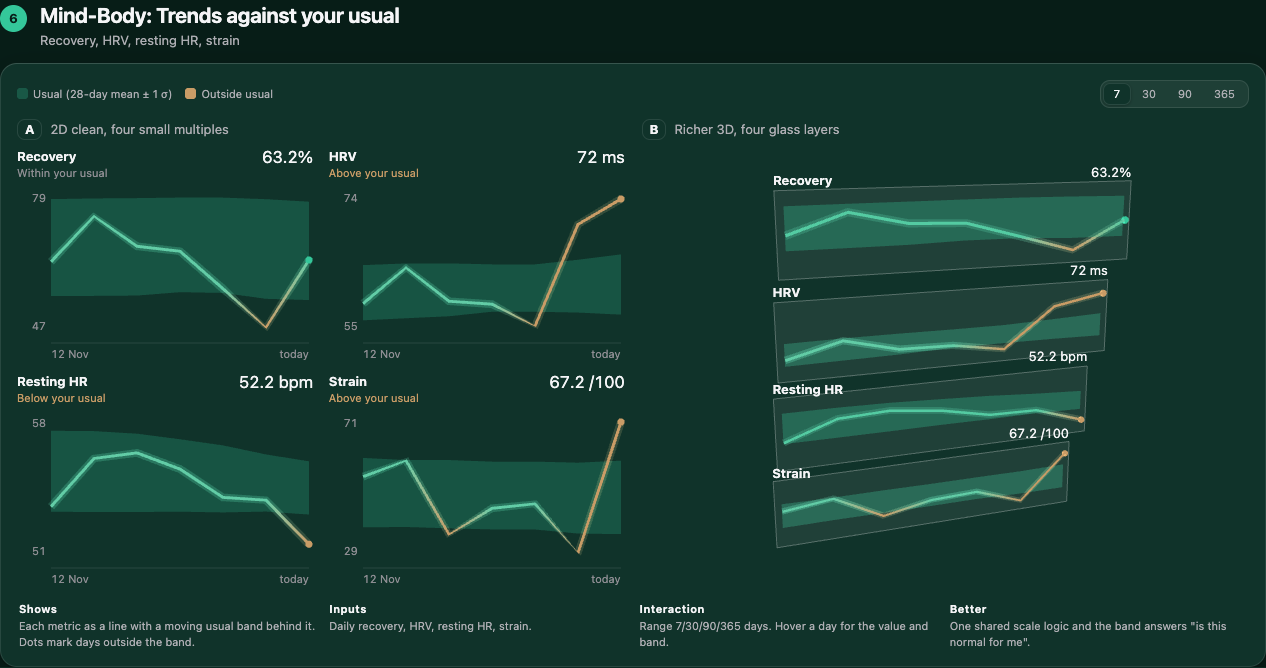 6
Mind-Body: Trends against your usual
Recovery, HRV, resting HR, strain
Usual (28-day mean ± 1 σ)
Outside usual
7 30 90 365
A 2D clean, four small multiples
Recovery
63.2%
Within your usual
79
47
12 Nov
today
HRV
72 ms
Above your usual
74
55
12 Nov
today
Resting HR
52.2 bpm
Below your usual
58
51
12 Nov
today
Strain
67.2 /100
Above your usual
71
29
12 Nov
today
B Richer 3D, four glass layers
Recovery
63.2%
HRV
72 ms
Resting HR
52.2 bpm
Strain
67.2 /100
Shows
Each metric as a line with a moving usual band behind it.
Dots mark days outside the band.
Inputs
Daily recovery, HRV, resting HR, strain.
Interaction
Range 7/30/90/365 days. Hover a day for the value and
band.
Better
One shared scale logic and the band answers "is this
normal for me".